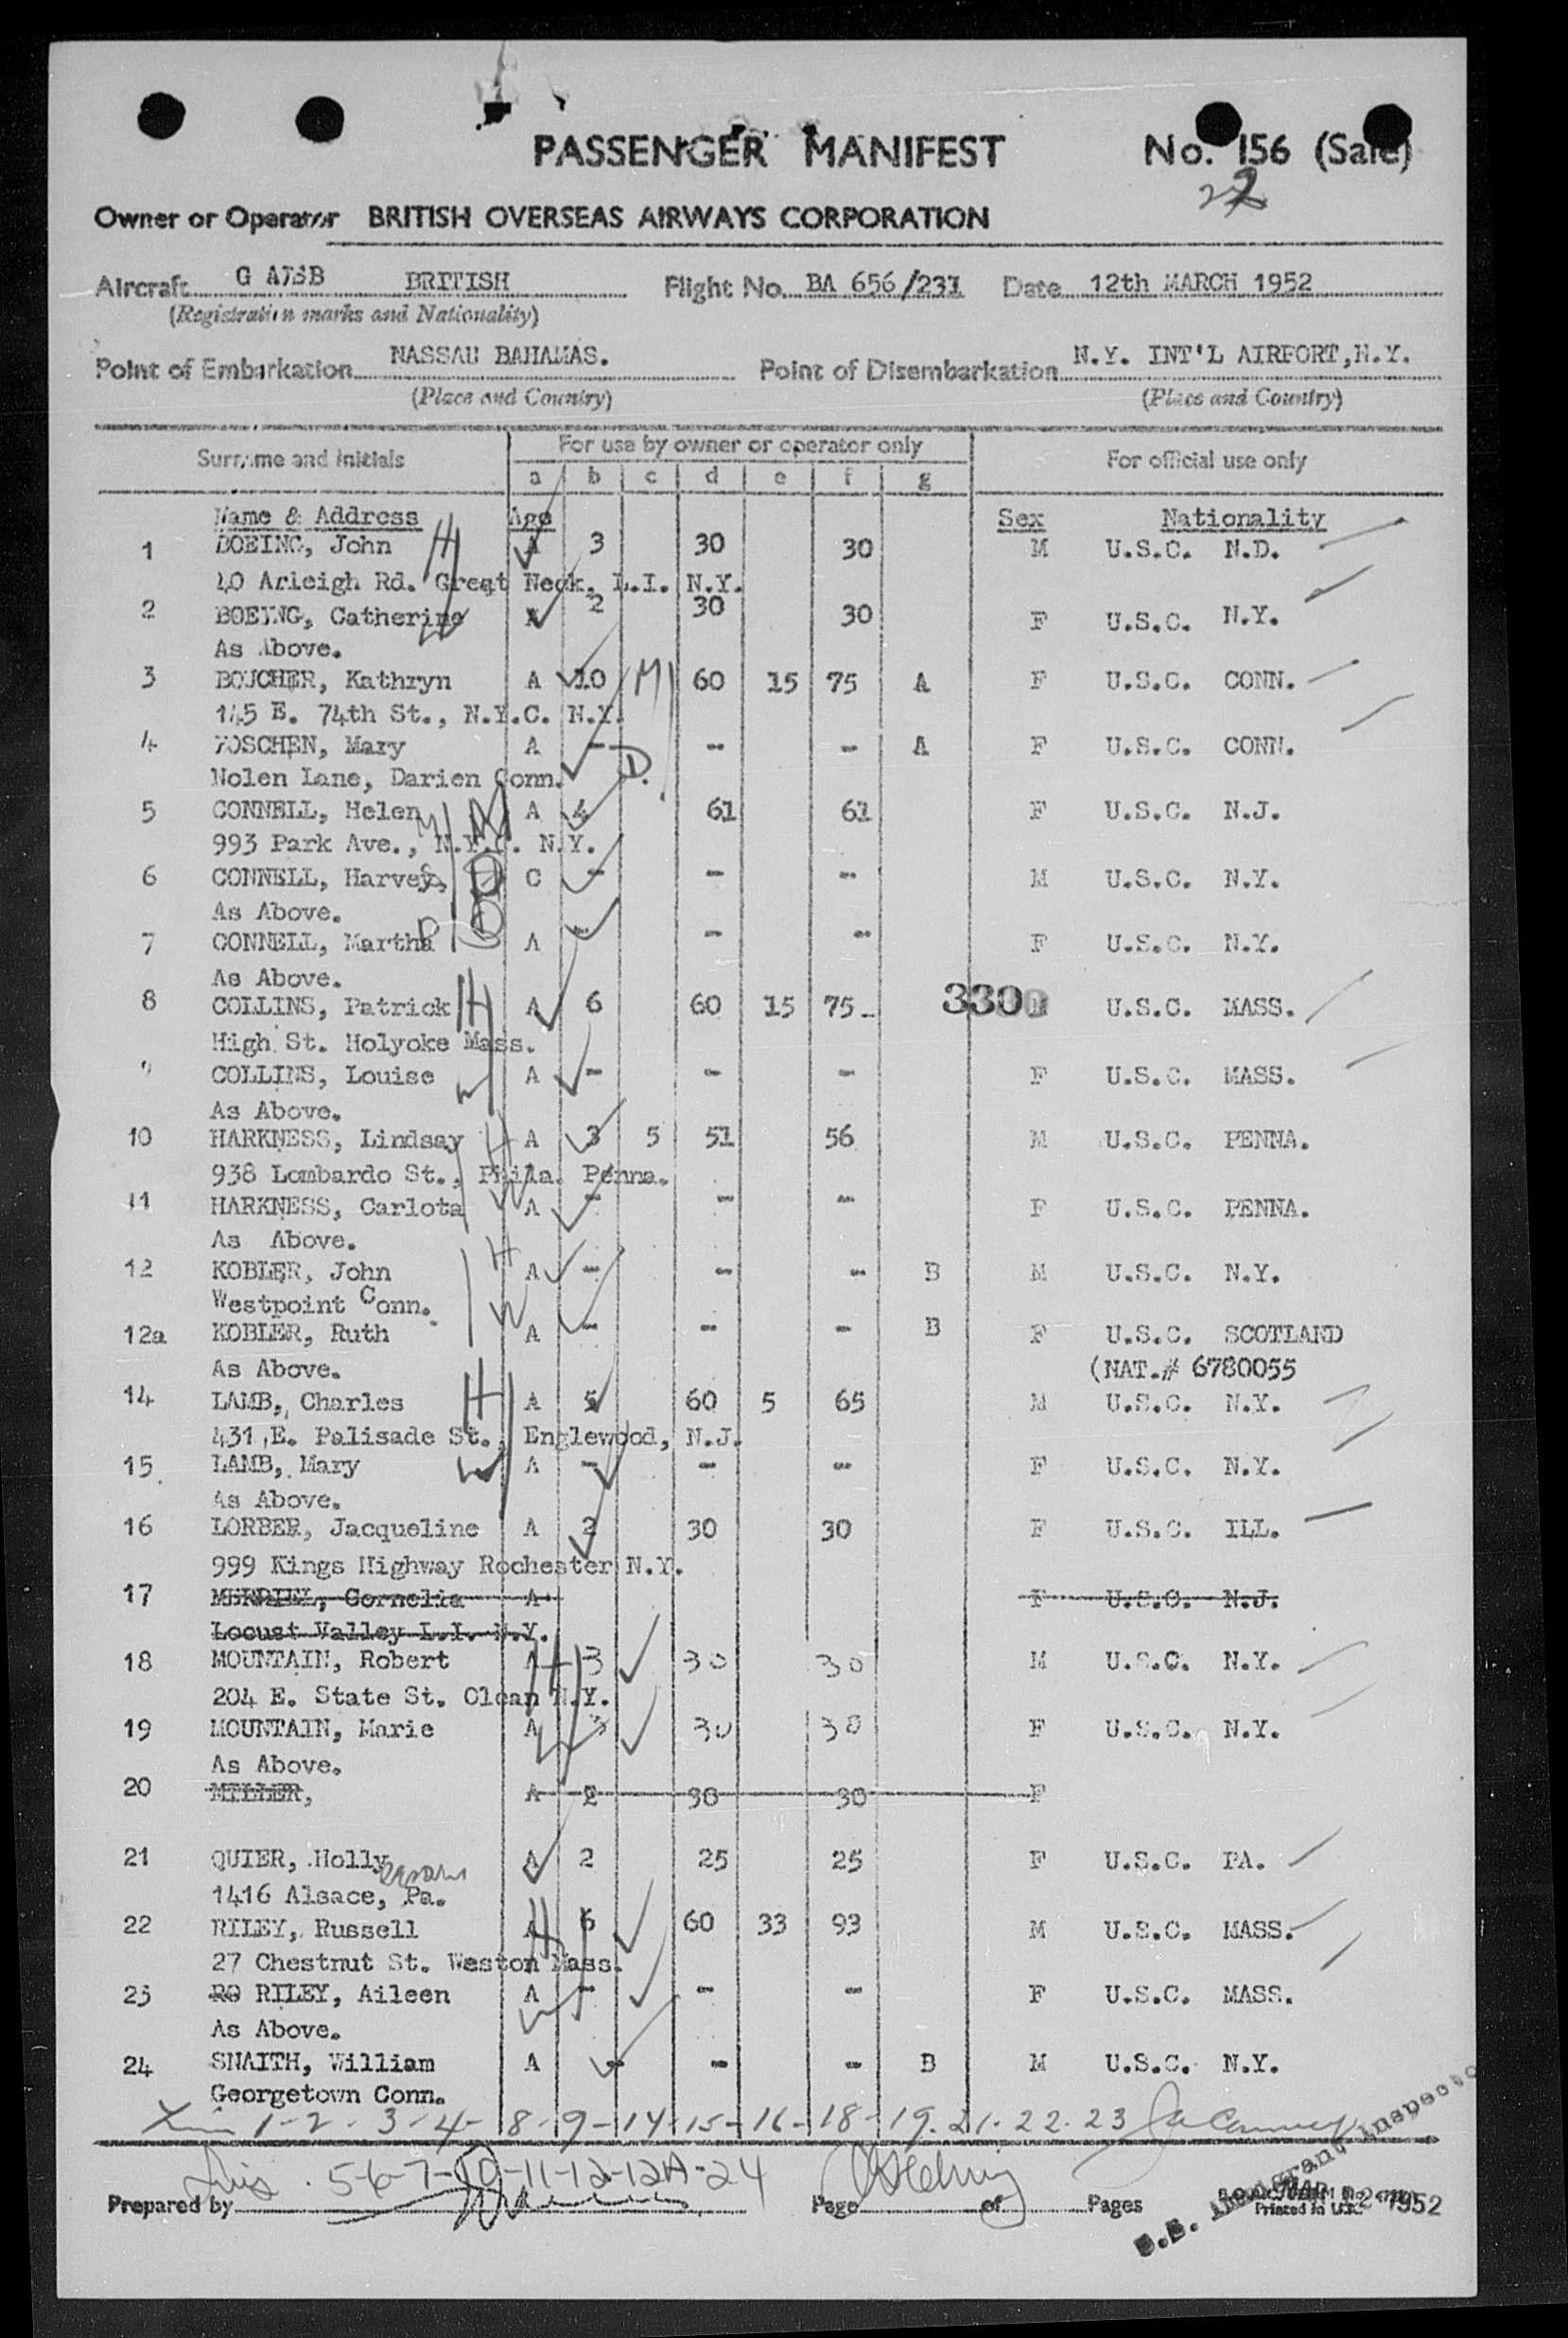 PASSENGER MANIFEST No. 156 (Sale)
22
Owner or Operator BRITISH OVERSEAS AIRWAYS CORPORATION
Aircraft BRITISH Flight No. BA 656/231 Date 12th MARCH 1952
(Registration marks and Nationality)
Point of Embarkation NASSAU BAHAMAS. Point of Disembarkation N.Y. INT'L AIRPORT, N.Y.
(Place and Country) (Place and Country)
Surname and Initials For use by owner or operator only For official use only
a b c d e f g
Name & Address Age Sex Nationality
1 BOEING, John A 3 30 30 M U.S.C. N.D.
40 Arleigh Rd. Great Neck. L.I. N.Y.
2 BOEING, Catherine A 2 30 30 F U.S.C. N.Y.
As Above.
3 BOUCHER, Kathryn A 10 60 15 75 A F U.S.C. CONN.
145 E. 74th St., N.Y.C. N.Y.
4 YOSCHEN, Mary A - - - A F U.S.C. CONN.
Nolen Lane, Darien Conn. D.
5 CONNELL, Helen A 4 61 61 F U.S.C. N.J.
993 Park Ave., N.Y.C. N.Y.
6 CONNELL, Harvey, C - - - M U.S.C. N.Y.
As Above.
7 CONNELL, Martha A - - - F U.S.C. N.Y.
As Above.
8 COLLINS, Patrick H A 6 60 15 75 3300 M U.S.C. MASS.
High St. Holyoke Mass.
9 COLLINS, Louise W A - - - F U.S.C. MASS.
As Above.
10 HARKNESS, Lindsay H A 3 5 51 56 M U.S.C. PENNA.
938 Lombardo St., Phila. Penna.
11 HARKNESS, Carlota W A - - - F U.S.C. PENNA.
As Above.
12 KOBLER, John H A - - - B M U.S.C. N.Y.
Westpoint Conn.
12a KOBLER, Ruth W A - - - B F U.S.C. SCOTLAND
As Above. (NAT.# 6780055
14 LAMB, Charles H A 5 60 5 65 M U.S.C. N.Y.
431 E. Palisade St., Englewood, N.J.
15 LAMB, Mary W A - - - F U.S.C. N.Y.
As Above.
16 LORBER, Jacqueline A 2 30 30 F U.S.C. ILL.
999 Kings Highway Rochester N.Y.
17 Cornelia A F U.S.C. N.J.
Locust Valley L.I. N.Y.
18 MOUNTAIN, Robert A H 3 30 30 M U.S.C. N.Y.
204 E. State St. Olean N.Y.
19 MOUNTAIN, Marie A W 3 30 30 F U.S.C. N.Y.
As Above.
20 MILLER, A 2 30 30 F
21 QUIER, Holly A 2 25 25 F U.S.C. PA.
1416 Alsace, Pa.
22 RILEY, Russell A H 6 60 33 93 M U.S.C. MASS.
27 Chestnut St. Weston Mass.
23 RO RILEY, Aileen A W - - - F U.S.C. MASS.
As Above.
24 SNAITH, William A - - - B M U.S.C. N.Y.
Georgetown Conn.
1-2-3-4-8-9-14-15-16-18-19-21-22-23
5-6-7-10-11-12-12A-24
Prepared by Page of Pages
Printed in U.K.
U.S. Immigrant Inspector
MAR 12 1952